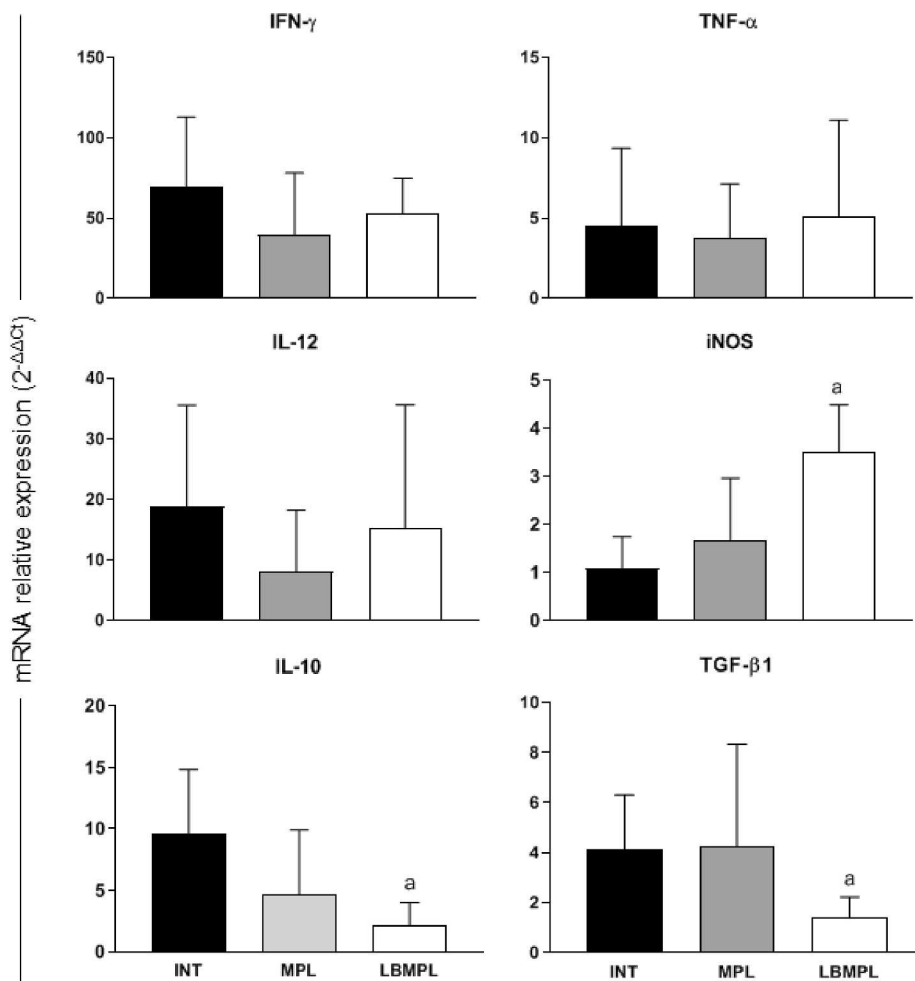 mRNA relative expression (2-ΔΔCt)
IFN-γ
150
100
50
0
TNF-α
15
10
5
0
IL-12
40
30
20
10
0
iNOS
5
4
3
2
1
0
a
IL-10
20
15
10
5
0
a
INT MPL LBMPL
TGF-β1
10
8
6
4
2
0
a
INT MPL LBMPL